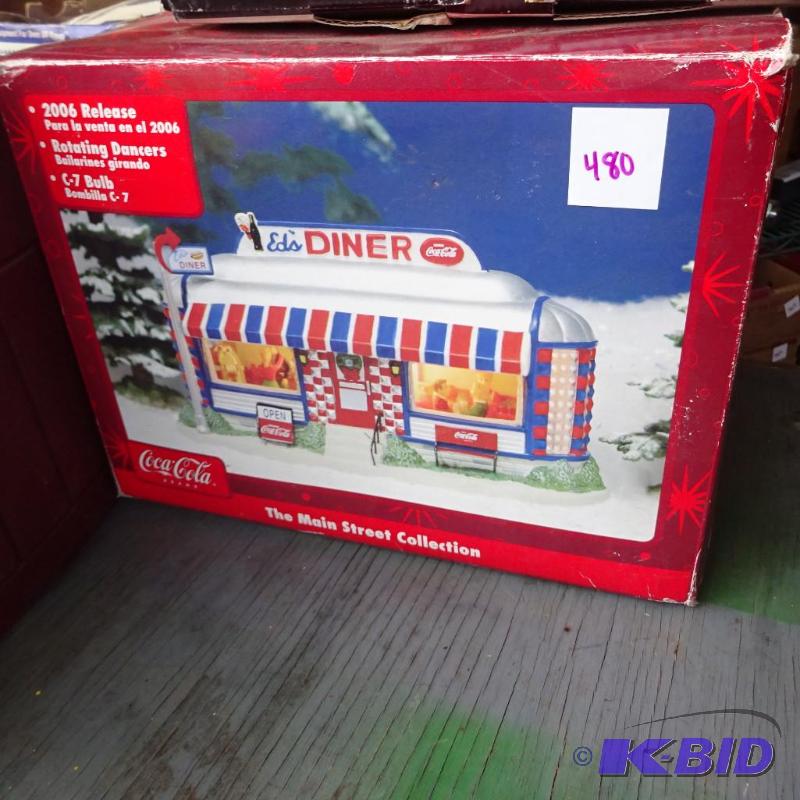 • 2006 Release
Para la venta en el 2006
• Rotating Dancers
Bailarines girando
• C-7 Bulb
Bombilla C-7
480
Ed's DINER Coca-Cola
DINER
OPEN
Coca-Cola
Coca-Cola
Coca-Cola
BRAND
The Main Street Collection
© K-BID